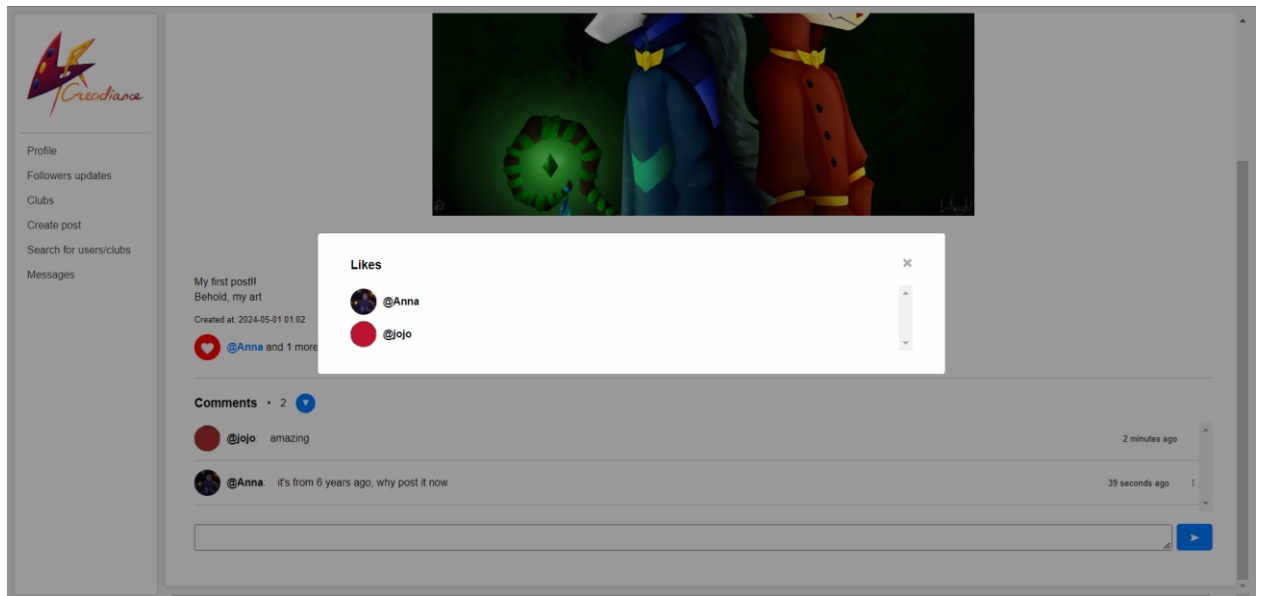 Creadiance
Profile
Followers updates
Clubs
Create post
Search for users/clubs
Messages
Likes
@Anna
@jojo
My first post!!
Behold, my art
Created at: 2024-05-01 01:02
@Anna and 1 more
Comments • 2
@jojo: amazing
2 minutes ago
@Anna: it's from 6 years ago, why post it now
39 seconds ago